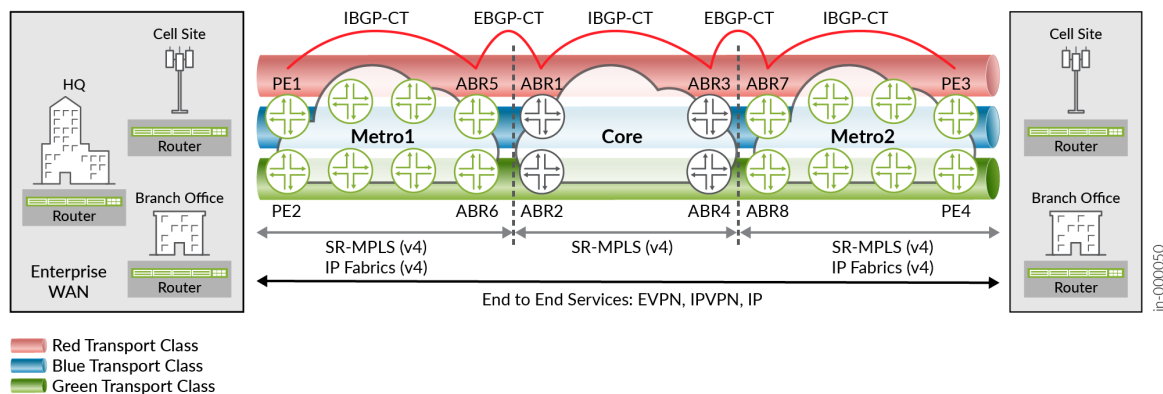 IBGP-CT
EBGP-CT
IBGP-CT
EBGP-CT
IBGP-CT
Cell Site
HQ
Router
Router
Branch Office
Router
Enterprise
WAN
PE1
ABR5
ABR1
ABR3
ABR7
PE3
Metro1
Core
Metro2
PE2
ABR6
ABR2
ABR4
ABR8
PE4
SR-MPLS (v4)
IP Fabrics (v4)
SR-MPLS (v4)
SR-MPLS (v4)
IP Fabrics (v4)
End to End Services: EVPN, IPVPN, IP
Cell Site
Router
Branch Office
Router
in-000050
Red Transport Class
Blue Transport Class
Green Transport Class